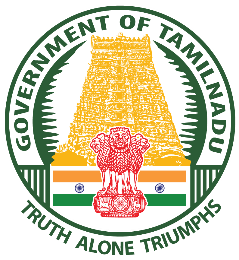 GOVERNMENT OF TAMILNADU
TRUTH ALONE TRIUMPHS